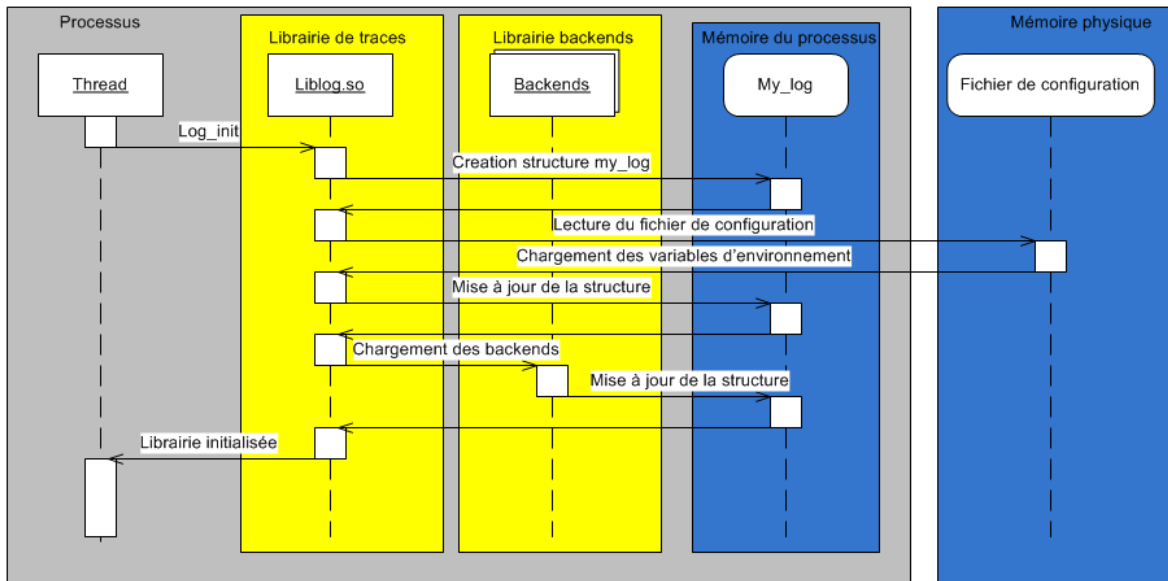 Processus
Mémoire physique
Librairie de traces
Librairie backends
Mémoire du processus
Thread
Liblog.so
Backends
My_log
Fichier de configuration
Log_init
Creation structure my_log
Lecture du fichier de configuration
Chargement des variables d'environnement
Mise à jour de la structure
Chargement des backends
Mise à jour de la structure
Librairie initialisée